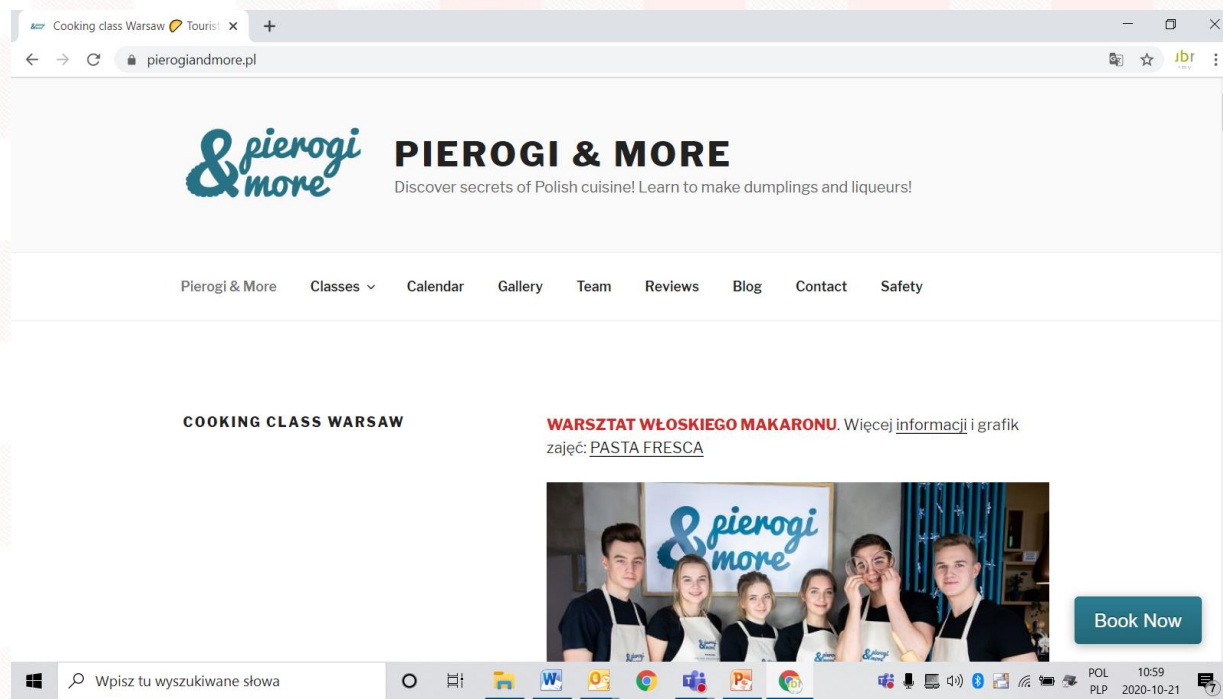 Cooking class Warsaw 🥟 Tourist
pierogiandmore.pl
& pierogi
more
PIEROGI & MORE
Discover secrets of Polish cuisine! Learn to make dumplings and liqueurs!
Pierogi & More Classes Calendar Gallery Team Reviews Blog Contact Safety
COOKING CLASS WARSAW
WARSZTAT WŁOSKIEGO MAKARONU. Więcej informacji i grafik
zajęć: PASTA FRESCA
& pierogi
more
Book Now
Wpisz tu wyszukiwane słowa
POL 10:59
PLP 2020-10-21